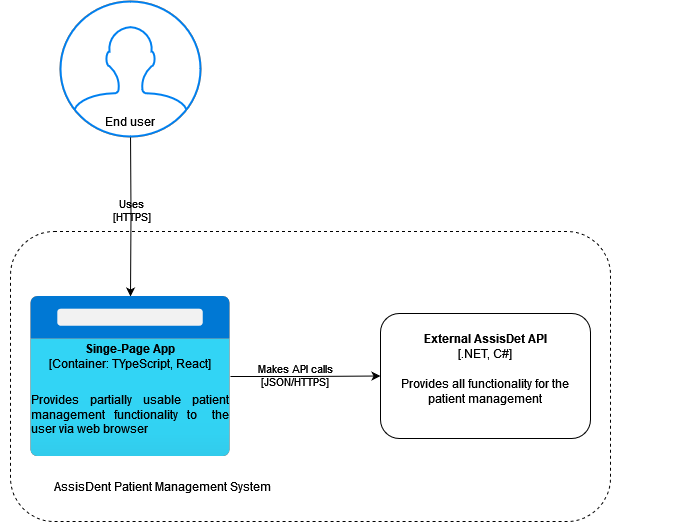 End user
Uses
[HTTPS]
Singe-Page App
[Container: TYpeScript, React]
Provides partially usable patient
management functionality to the
user via web browser
Makes API calls
[JSON/HTTPS]
External AssisDet API
[.NET, C#]
Provides all functionality for the
patient management
AssisDent Patient Management System